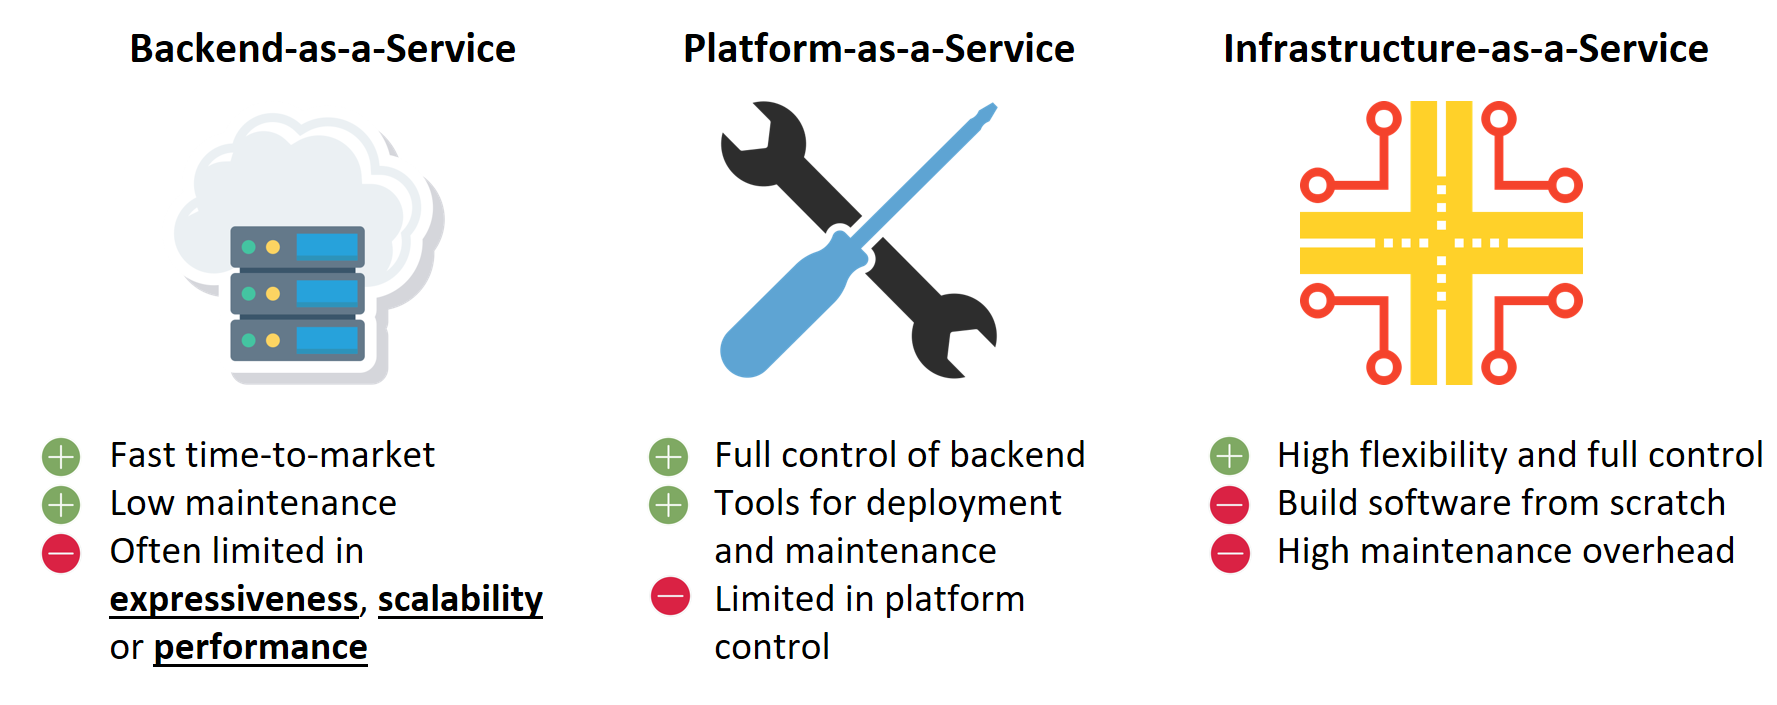 Backend-as-a-Service
Fast time-to-market
Low maintenance
Often limited in
expressiveness, scalability
or performance
Platform-as-a-Service
Full control of backend
Tools for deployment
and maintenance
Limited in platform
control
Infrastructure-as-a-Service
High flexibility and full control
Build software from scratch
High maintenance overhead